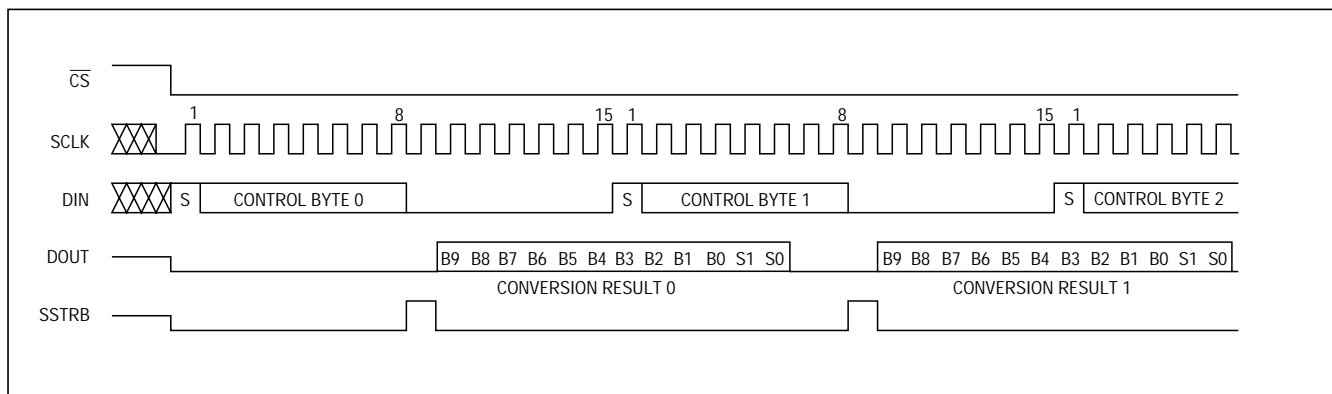 CS
1 8 15 1 8 15 1
SCLK
DIN S CONTROL BYTE 0 S CONTROL BYTE 1 S CONTROL BYTE 2
DOUT B9 B8 B7 B6 B5 B4 B3 B2 B1 B0 S1 S0 B9 B8 B7 B6 B5 B4 B3 B2 B1 B0 S1 S0
CONVERSION RESULT 0 CONVERSION RESULT 1
SSTRB